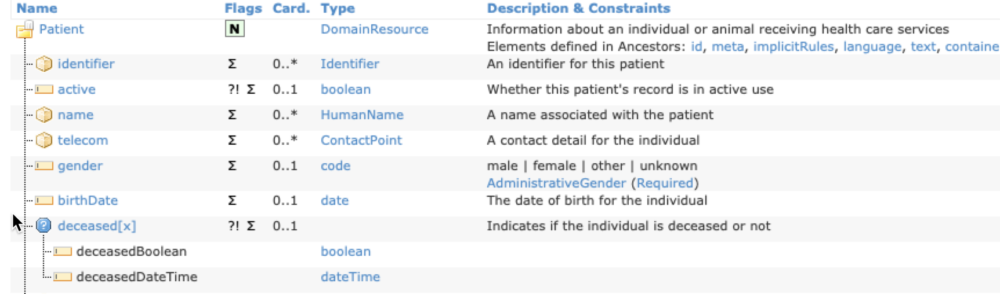 Name Flags Card. Type Description & Constraints
Patient N DomainResource Information about an individual or animal receiving health care services
Elements defined in Ancestors: id, meta, implicitRules, language, text, containe
identifier Σ 0..* Identifier An identifier for this patient
active ?! Σ 0..1 boolean Whether this patient's record is in active use
name Σ 0..* HumanName A name associated with the patient
telecom Σ 0..* ContactPoint A contact detail for the individual
gender Σ 0..1 code male | female | other | unknown
AdministrativeGender (Required)
birthDate Σ 0..1 date The date of birth for the individual
deceased[x] ?! Σ 0..1 Indicates if the individual is deceased or not
deceasedBoolean boolean
deceasedDateTime dateTime